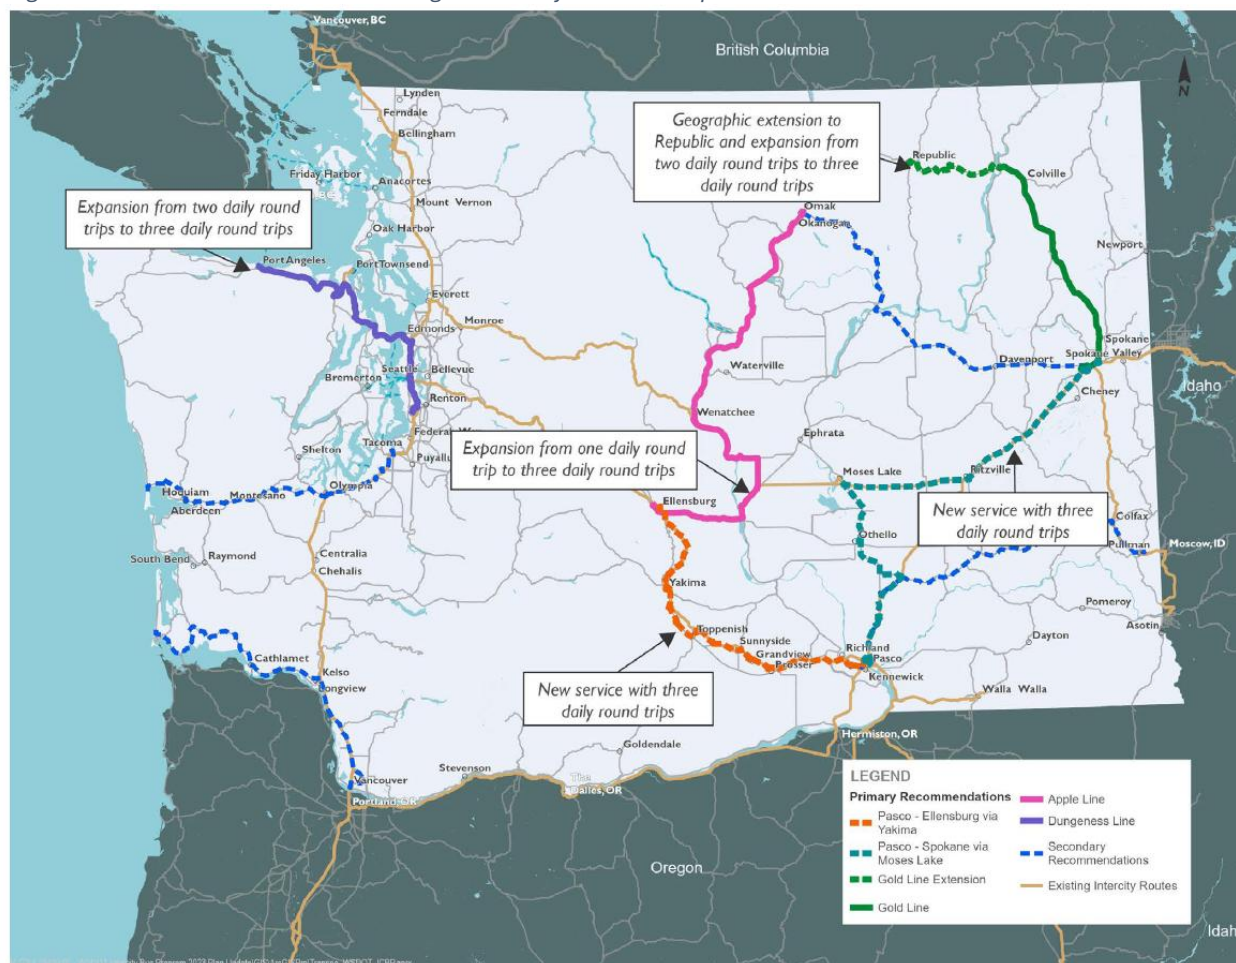 Vancouver, BC
British Columbia
N
Lynden
Ferndale
Bellingham
Friday Harbor
Anacortes
Mount Vernon
Oak Harbor
Geographic extension to
Republic and expansion from
two daily round trips to three
daily round trips
Republic
Colville
Omak
Okanogan
Newport
Expansion from two daily round
trips to three daily round trips
Port Angeles
Port Townsend
Everett
Monroe
Edmonds
Seattle
Bellevue
Bremerton
Renton
Waterville
Davenport
Spokane
Spokane Valley
Cheney
Idaho
Wenatchee
Ephrata
Shelton
Tacoma
Puyallu
Expansion from one daily round
trip to three daily round trips
Moses Lake
Ritzville
Hoquiam
Montesano
Olympia
Aberdeen
Ellensburg
New service with three
daily round trips
Colfax
Pullman
Moscow, ID
Othello
South Bend
Raymond
Centralia
Chehalis
Yakima
Pomeroy
Asotin
Toppenish
Sunnyside
Grandview
Prosser
Richland
Pasco
Kennewick
Dayton
Walla Walla
Cathlamet
Kelso
Longview
New service with three
daily round trips
Goldendale
Hermiston, OR
Stevenson
Vancouver
Portland, OR
The
Dalles, OR
Oregon
Idah
LEGEND
Primary Recommendations
Pasco - Ellensburg via
Yakima
Pasco - Spokane via
Moses Lake
Gold Line Extension
Gold Line
Apple Line
Dungeness Line
Secondary
Recommendations
Existing Intercity Routes